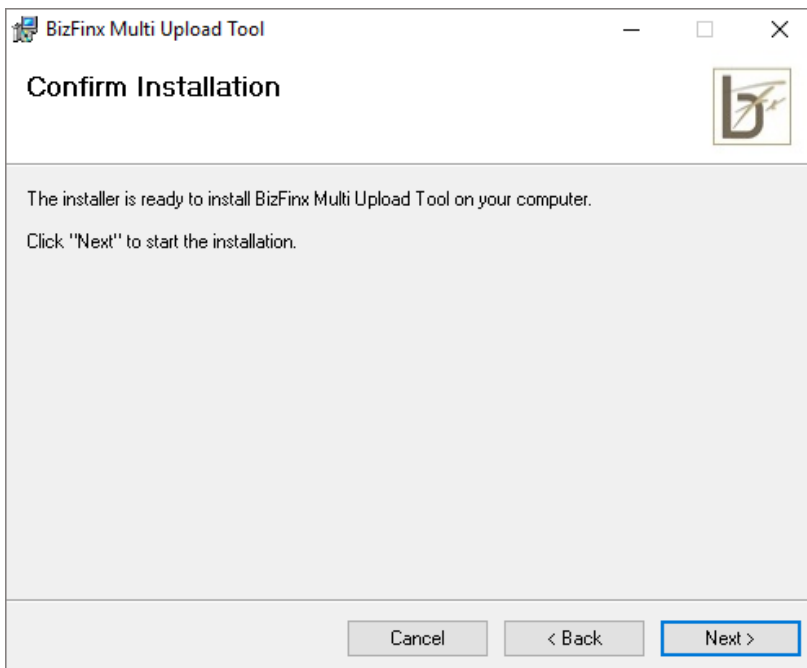 BizFinx Multi Upload Tool
Confirm Installation
bFx
The installer is ready to install BizFinx Multi Upload Tool on your computer.
Click "Next" to start the installation.
Cancel
< Back
Next >